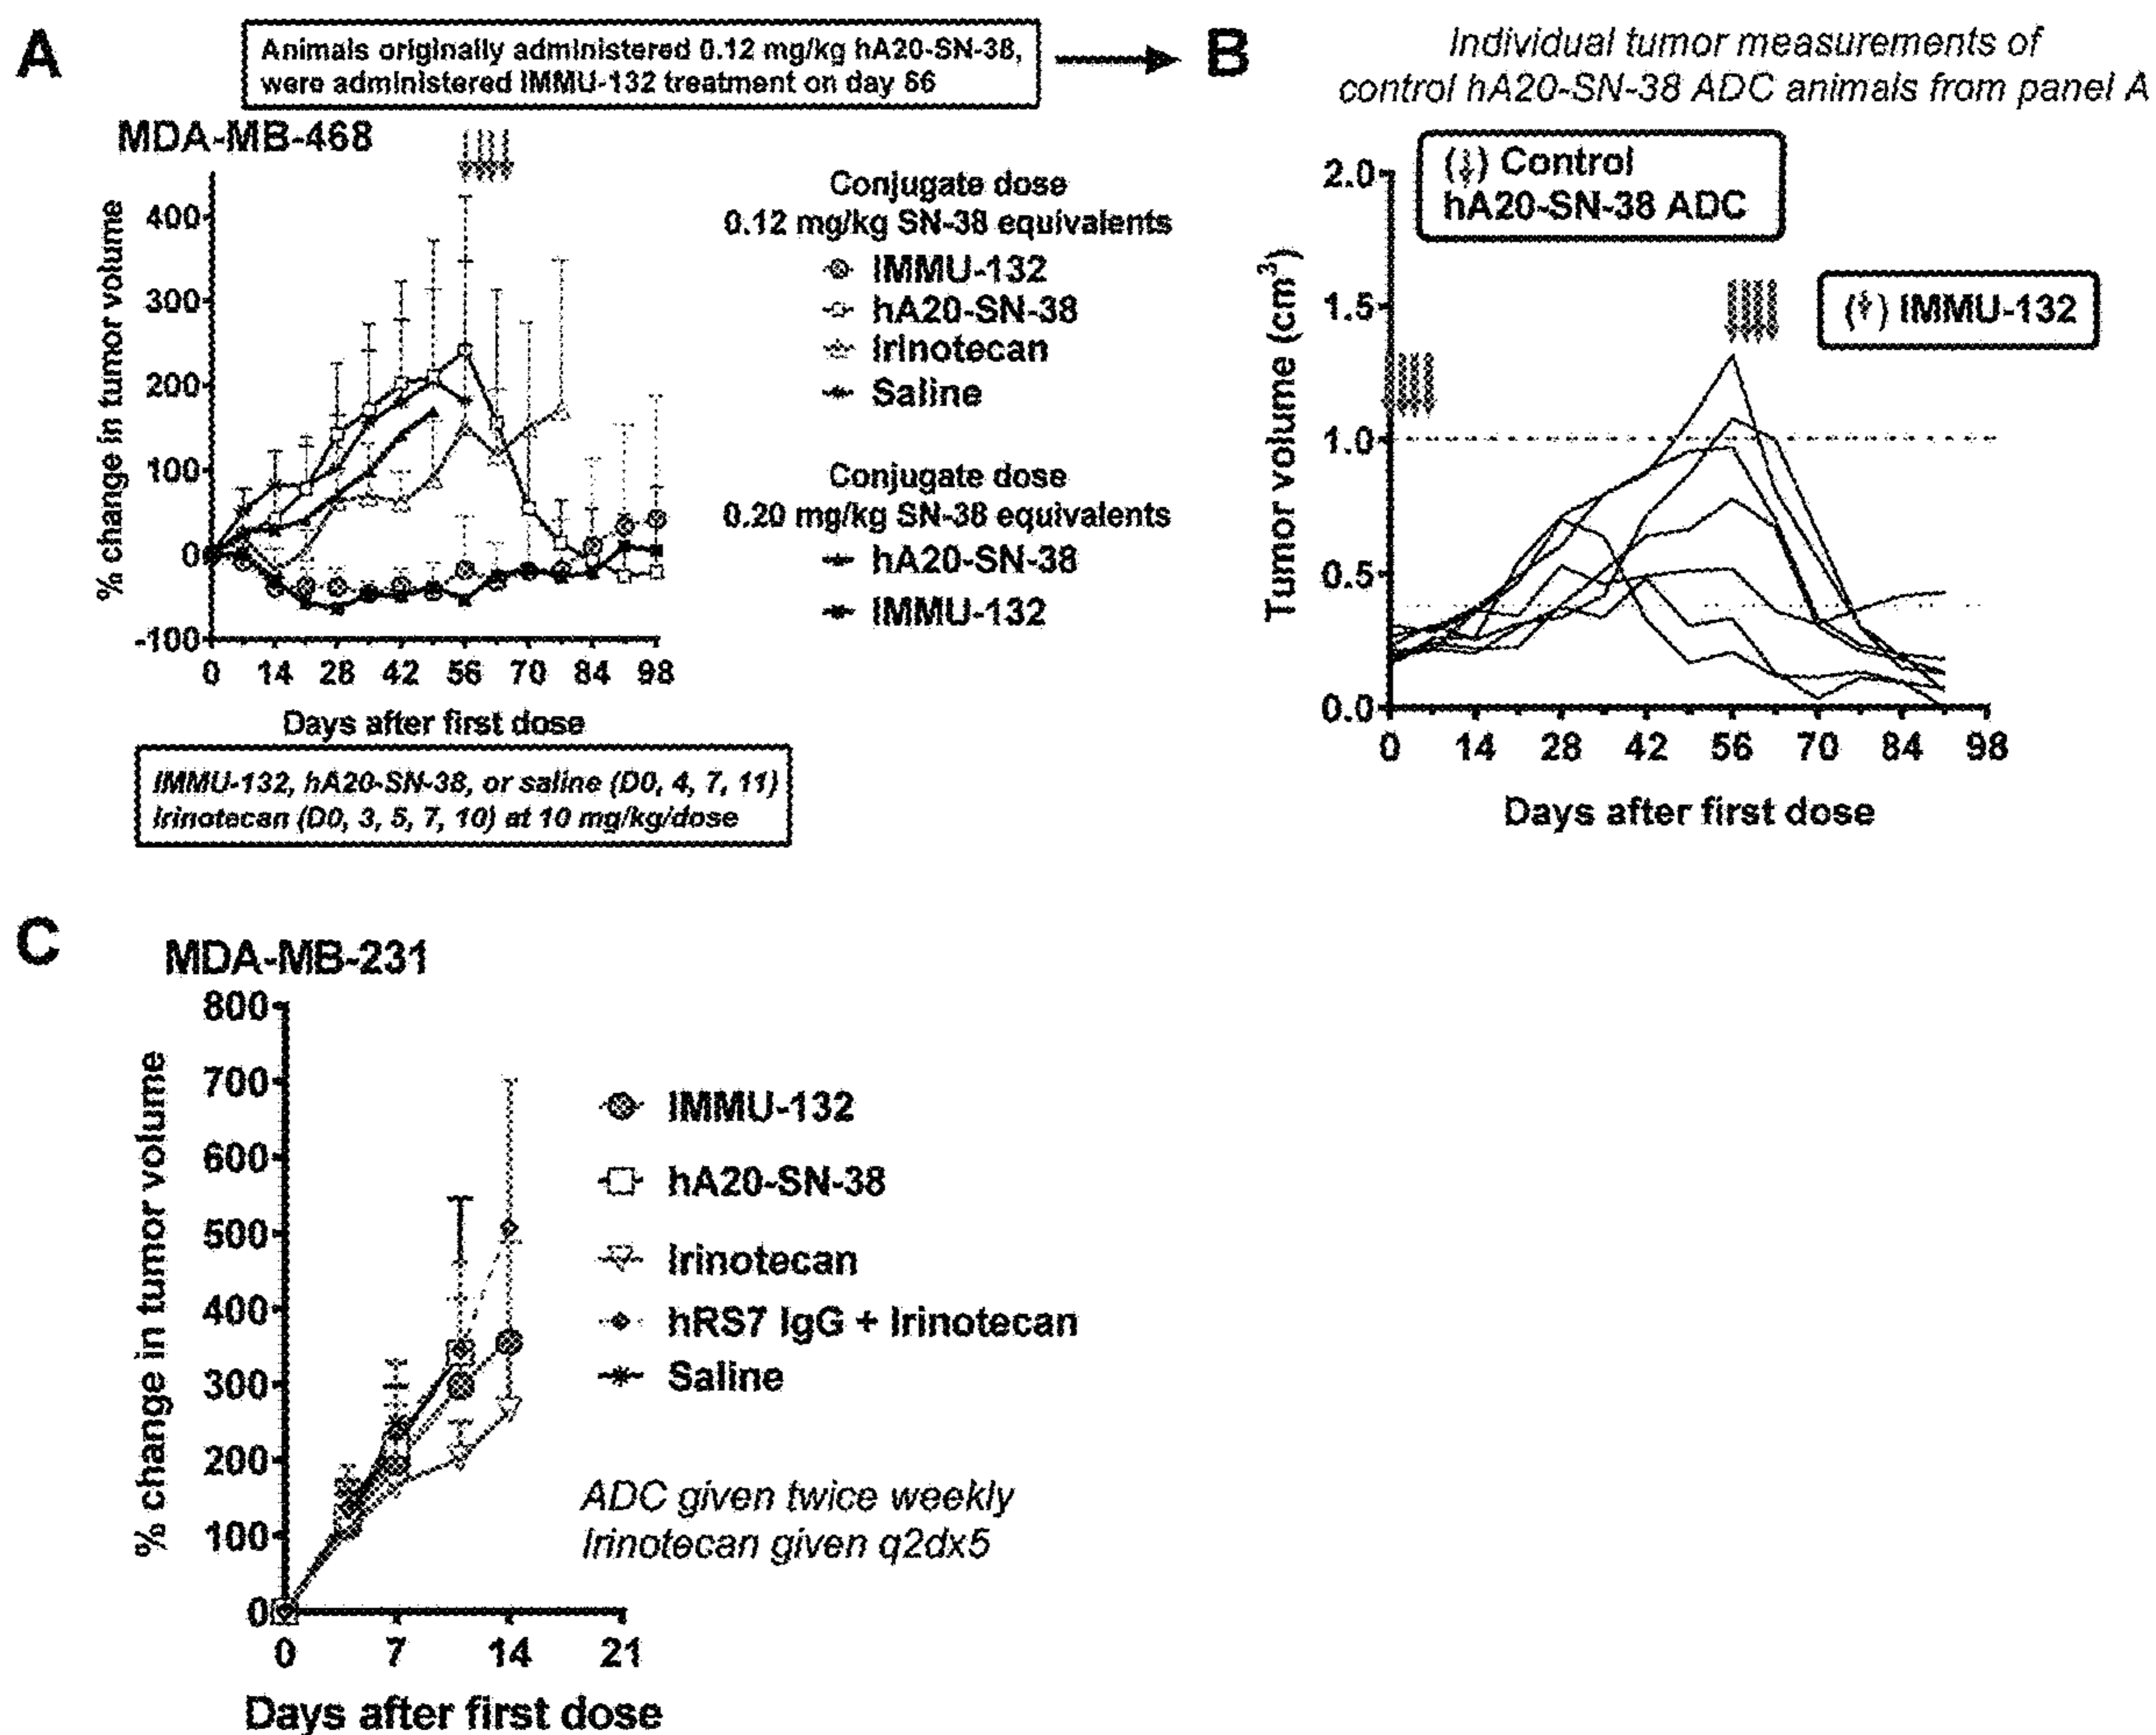 A
Animals originally administered 0.12 mg/kg hA20-SN-38,
were administered IMMU-132 treatment on day 56
MDA-MB-468
% change in tumor volume
400
300
200
100
0
-100
0 14 28 42 56 70 84 98
Days after first dose
Conjugate dose
0.12 mg/kg SN-38 equivalents
IMMU-132
hA20-SN-38
Irinotecan
Saline
Conjugate dose
0.20 mg/kg SN-38 equivalents
hA20-SN-38
IMMU-132
IMMU-132, hA20-SN-38, or saline (D0, 4, 7, 11)
Irinotecan (D0, 3, 5, 7, 10) at 10 mg/kg/dose
B
Individual tumor measurements of
control hA20-SN-38 ADC animals from panel A
(↓) Control
hA20-SN-38 ADC
(↓) IMMU-132
Tumor volume (cm³)
2.0
1.5
1.0
0.5
0.0
0 14 28 42 56 70 84 98
Days after first dose
C
MDA-MB-231
% change in tumor volume
800
700
600
500
400
300
200
100
0
0 7 14 21
Days after first dose
IMMU-132
hA20-SN-38
Irinotecan
hRS7 IgG + Irinotecan
Saline
ADC given twice weekly
Irinotecan given q2dx5